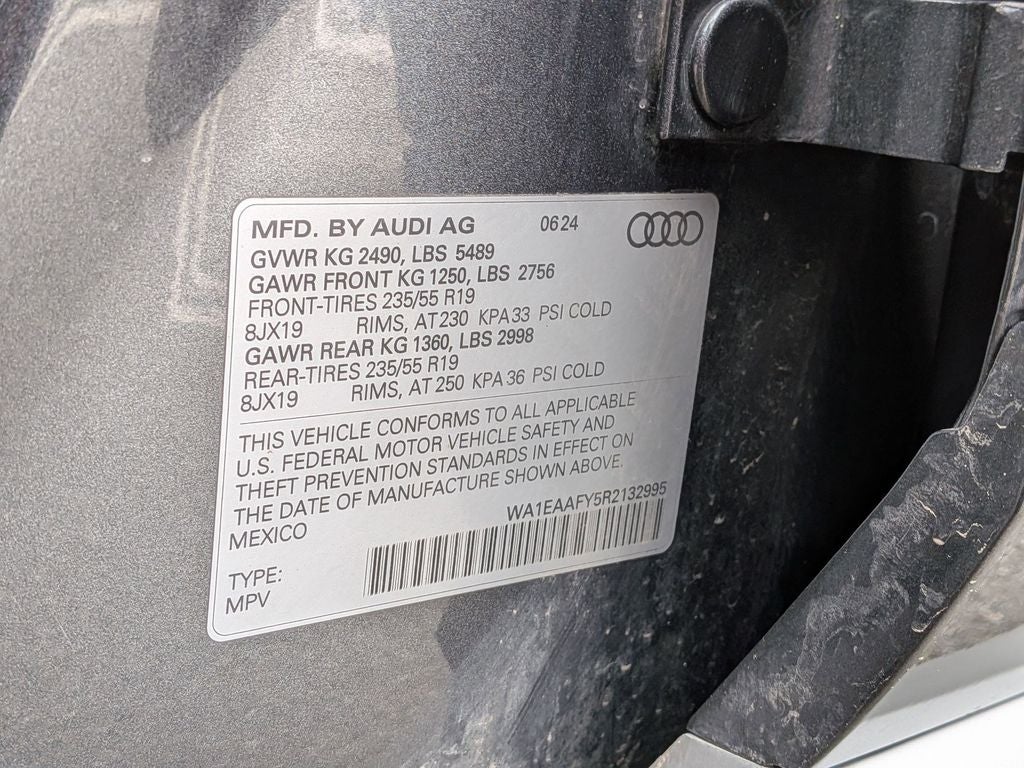 MFD. BY AUDI AG 0624
GVWR KG 2490, LBS 5489
GAWR FRONT KG 1250, LBS 2756
FRONT-TIRES 235/55 R19
8JX19 RIMS, AT 230 KPA 33 PSI COLD
GAWR REAR KG 1360, LBS 2998
REAR-TIRES 235/55 R19
8JX19 RIMS, AT 250 KPA 36 PSI COLD
THIS VEHICLE CONFORMS TO ALL APPLICABLE
U.S. FEDERAL MOTOR VEHICLE SAFETY AND
THEFT PREVENTION STANDARDS IN EFFECT ON
THE DATE OF MANUFACTURE SHOWN ABOVE.
MEXICO WA1EAAFY5R2132995
TYPE:
MPV